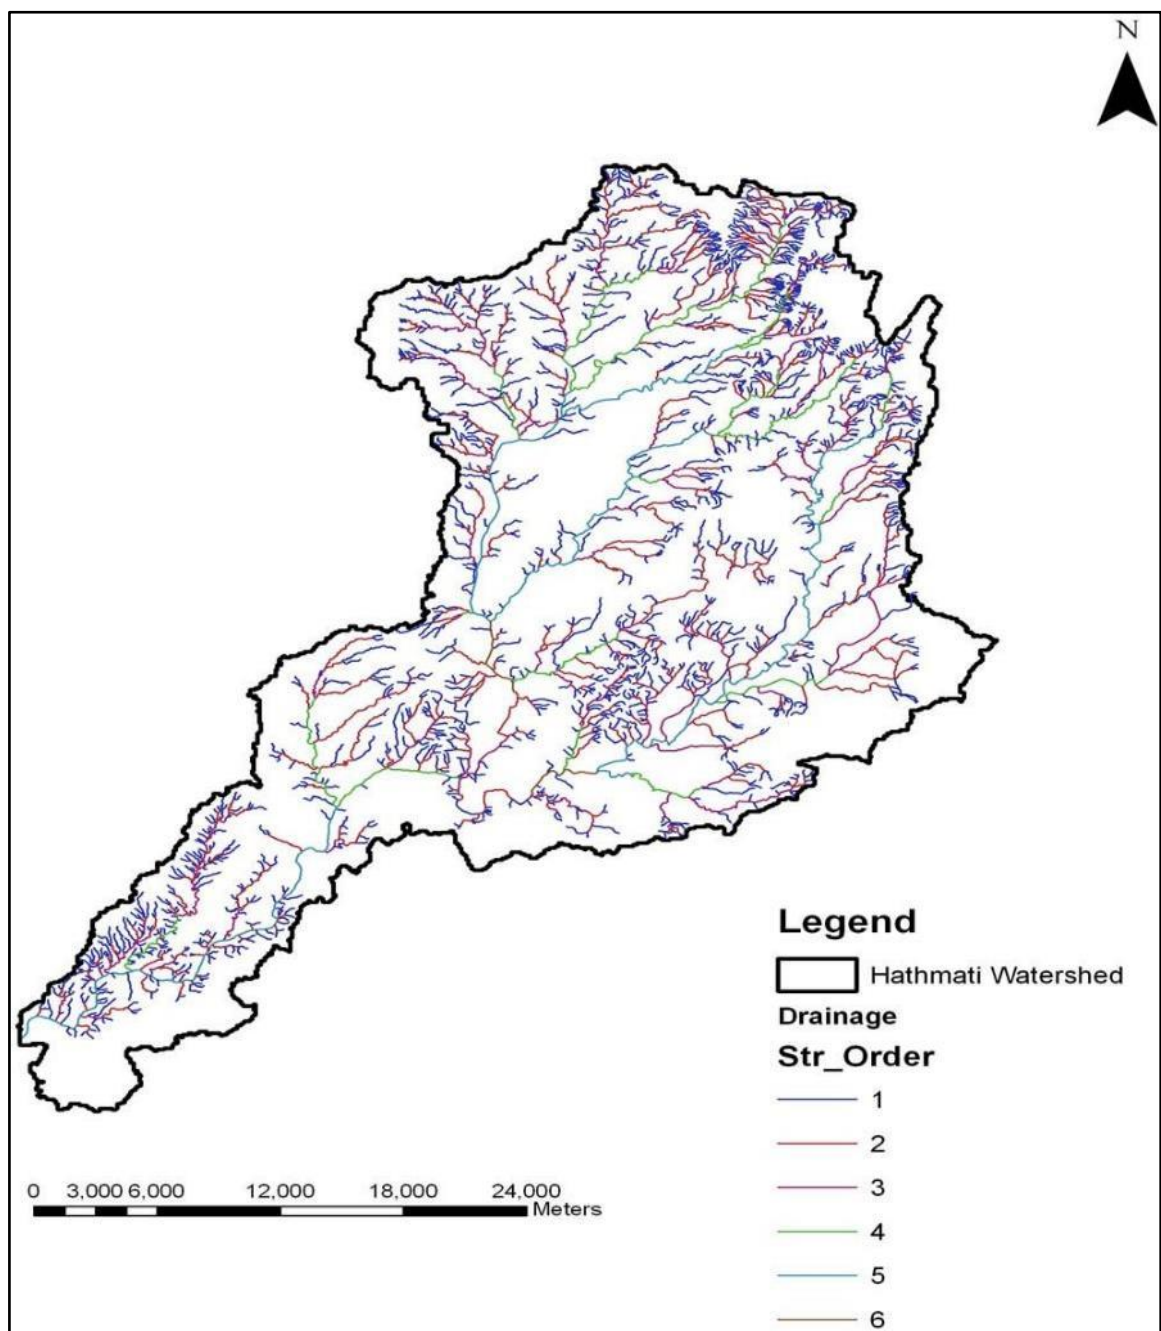 N
Legend
Hathmati Watershed
Drainage
Str_Order
1
2
3
4
5
6
0 3,000 6,000 12,000 18,000 24,000
Meters